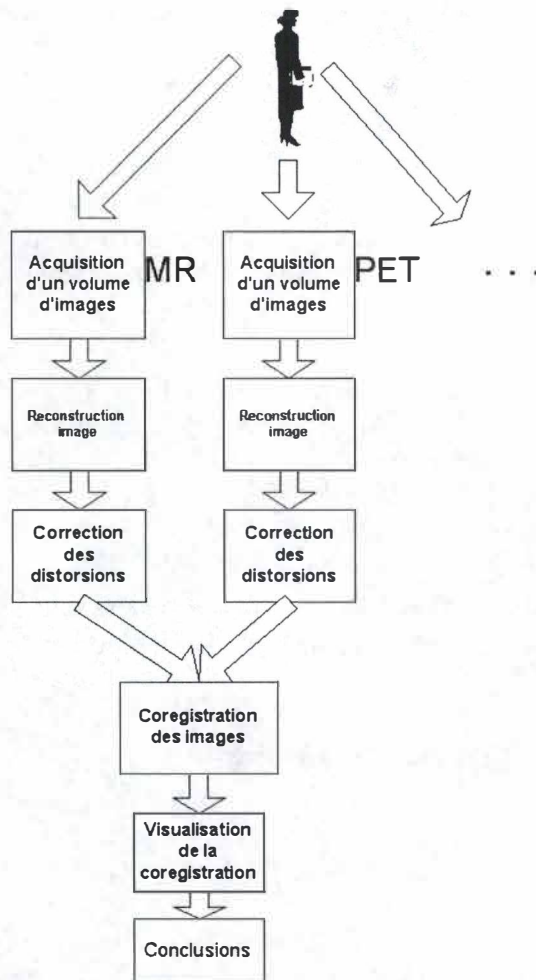 Acquisition
d'un volume
d'images
MR
Acquisition
d'un volume
d'images
PET
. . .
Reconstruction
image
Reconstruction
image
Correction
des
distorsions
Correction
des
distorsions
Coregistration
des images
Visualisation
de la
coregistration
Conclusions